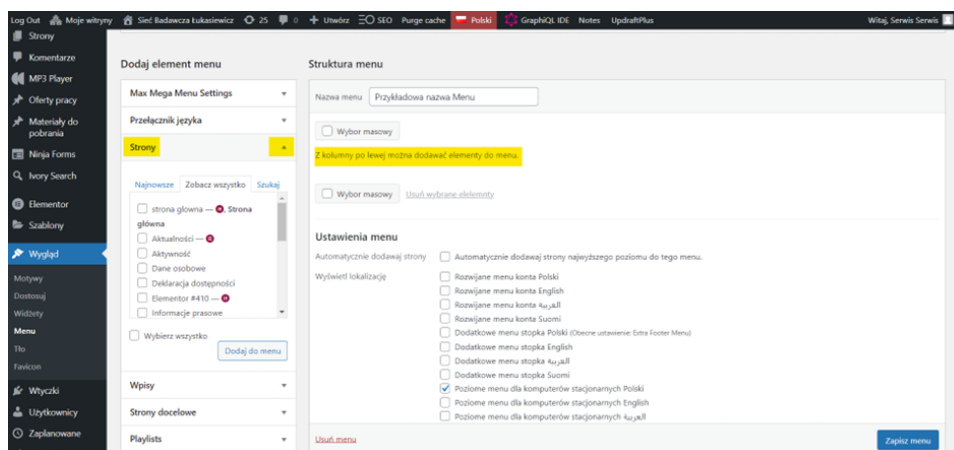 Log Out Moje witryny Sieć Badawcza Łukasiewicz 25 0 + Utwórz SEO Purge cache Polski GraphiQL IDE Notes UpdraftPlus Witaj, Serwis Serwis
Strony
Komentarze
MP3 Player
Oferty pracy
Materiały do
pobrania
Ninja Forms
Ivory Search
Elementor
Szablony
Wygląd
Motywy
Dostosuj
Widżety
Menu
Tło
Favicon
Wtyczki
Użytkownicy
Zaplanowane
Dodaj element menu
Max Mega Menu Settings
Przełącznik języka
Strony
Najnowsze Zobacz wszystko Szukaj
strona glowna — , Strona
główna
Aktualności —
Aktywność
Dane osobowe
Deklaracja dostępności
Elementor #410 —
Informacje prasowe
Wybierz wszystko
Dodaj do menu
Wpisy
Strony docelowe
Playlists
Struktura menu
Nazwa menu Przykładowa nazwa Menu
Wybor masowy
Z kolumny po lewej można dodawać elementy do menu.
Wybor masowy Usuń wybrane elelemnty
Ustawienia menu
Automatycznie dodawaj strony Automatycznie dodawaj strony najwyższego poziomu do tego menu.
Wyświetl lokalizację Rozwijane menu konta Polski
Rozwijane menu konta English
Rozwijane menu konta العربية
Rozwijane menu konta Suomi
Dodatkowe menu stopka Polski (Obecne ustawienie: Extra Footer Menu)
Dodatkowe menu stopka English
Dodatkowe menu stopka العربية
Dodatkowe menu stopka Suomi
Poziome menu dla komputerów stacjonarnych Polski
Poziome menu dla komputerów stacjonarnych English
Poziome menu dla komputerów stacjonarnych العربية
Usuń menu Zapisz menu